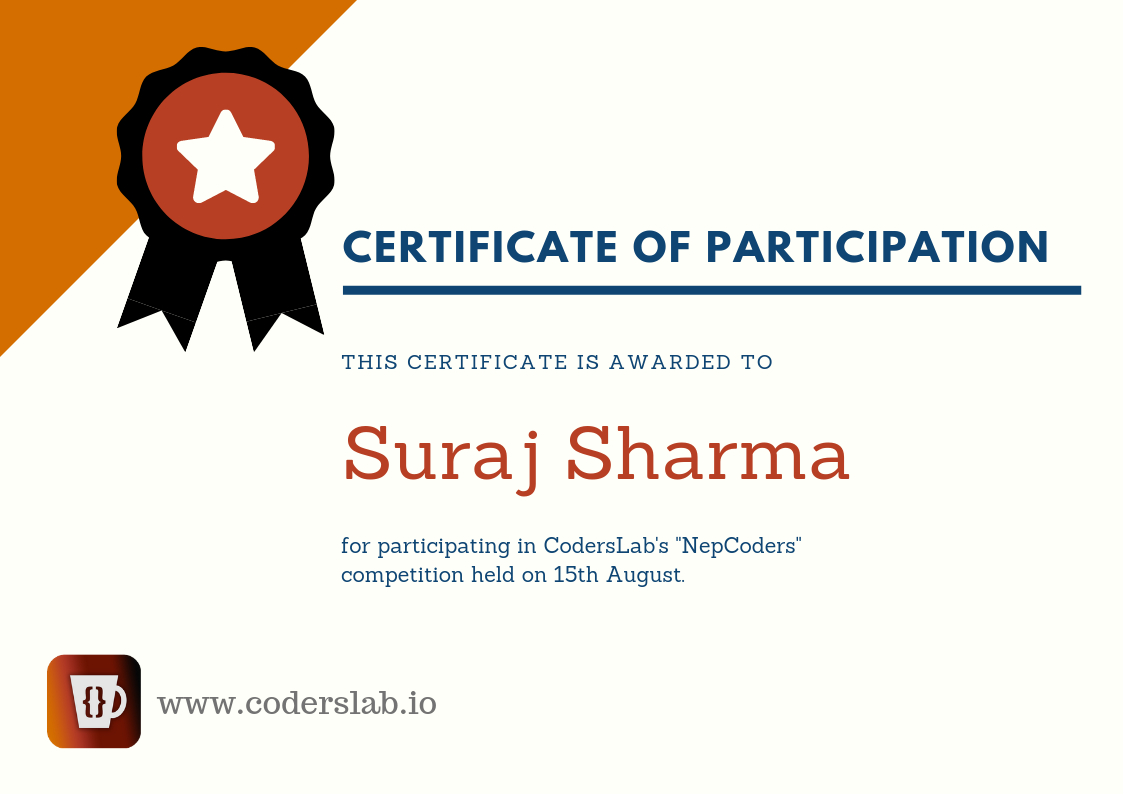 CERTIFICATE OF PARTICIPATION
THIS CERTIFICATE IS AWARDED TO
Suraj Sharma
for participating in CodersLab's "NepCoders"
competition held on 15th August.
{}
www.coderslab.io